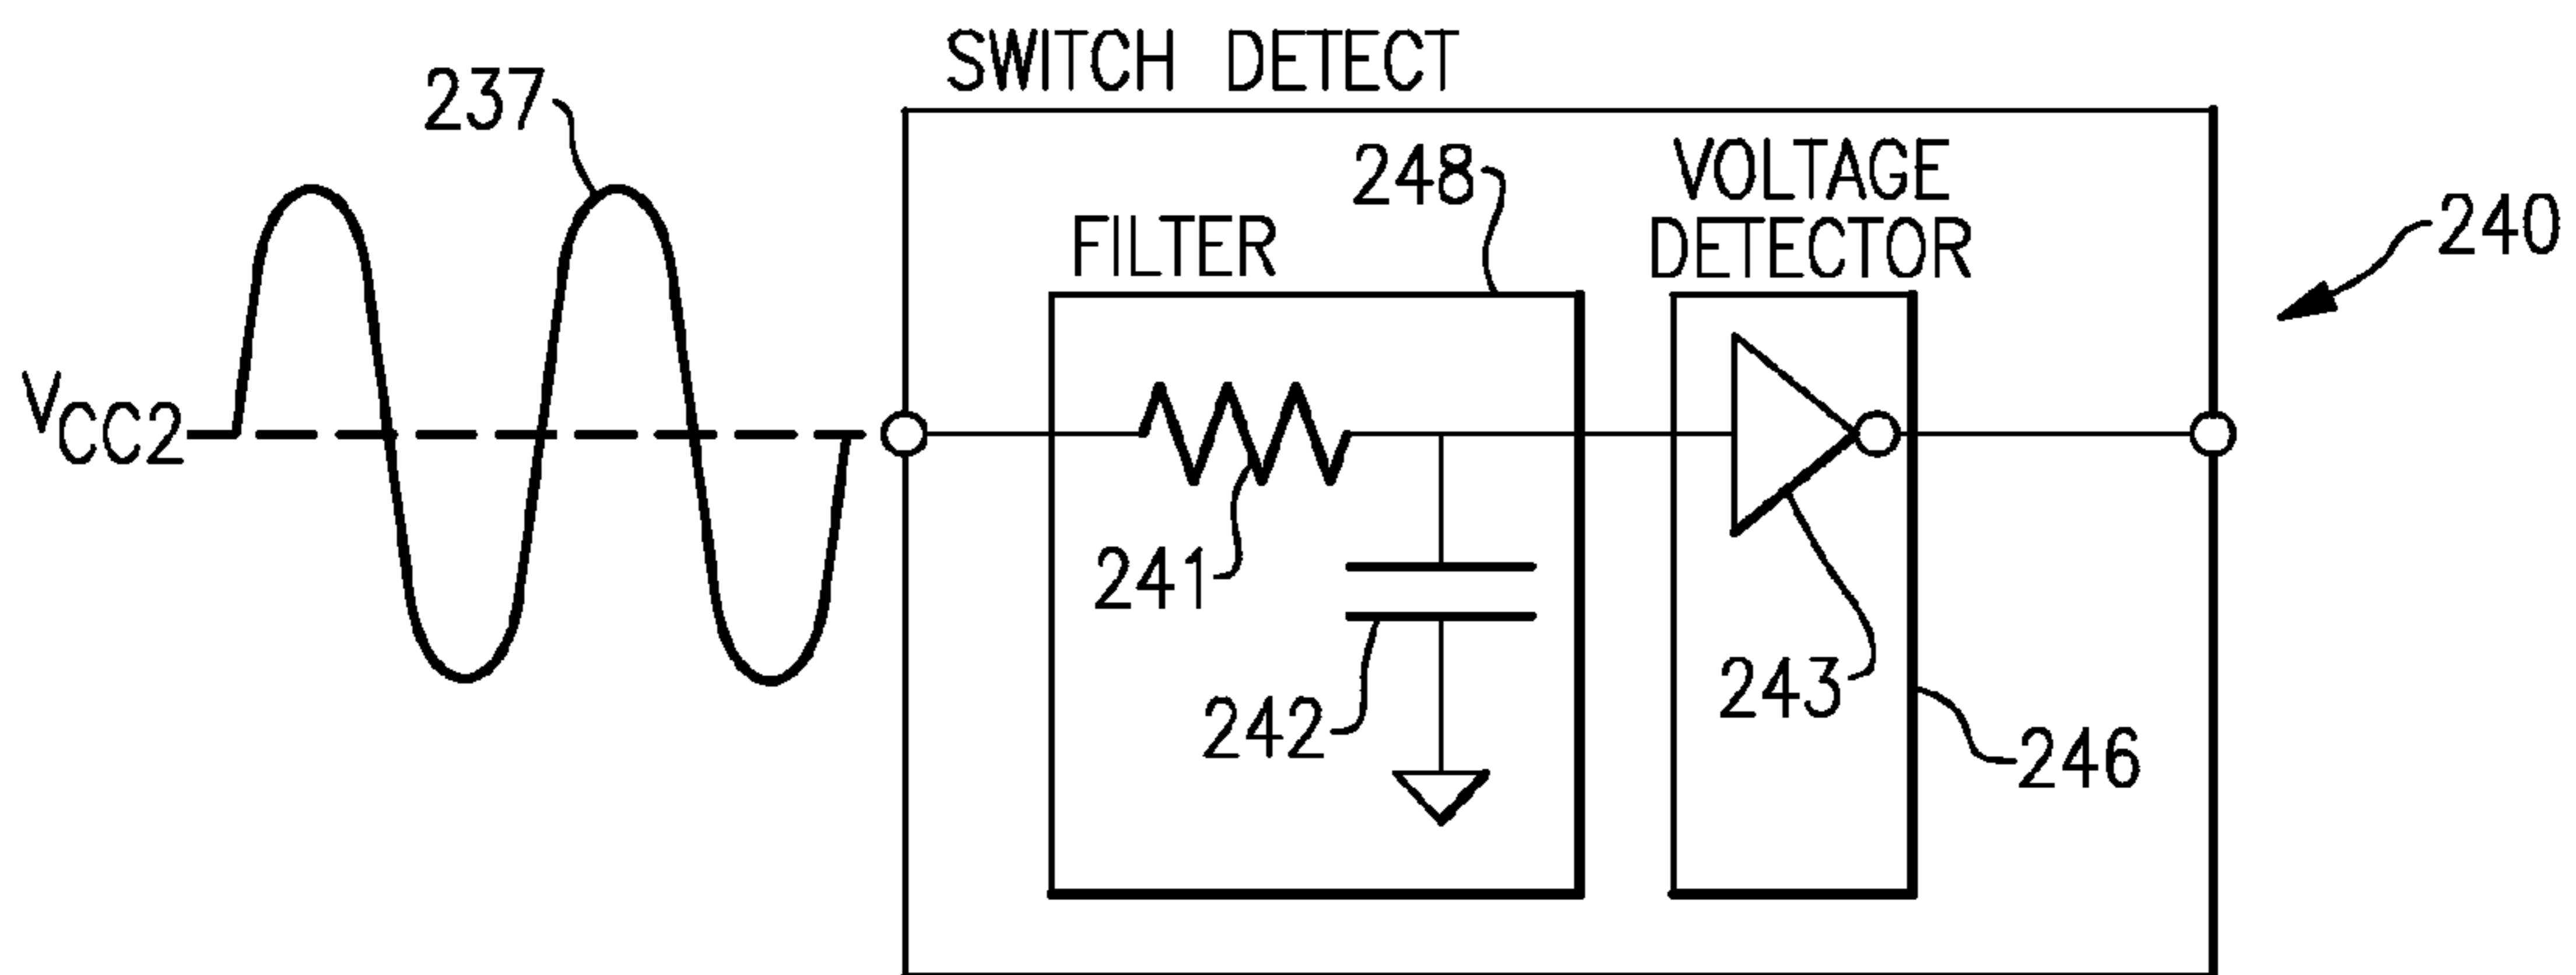 SWITCH DETECT
237
248
VOLTAGE
DETECTOR
FILTER
240
VCC2
241
242
243
246